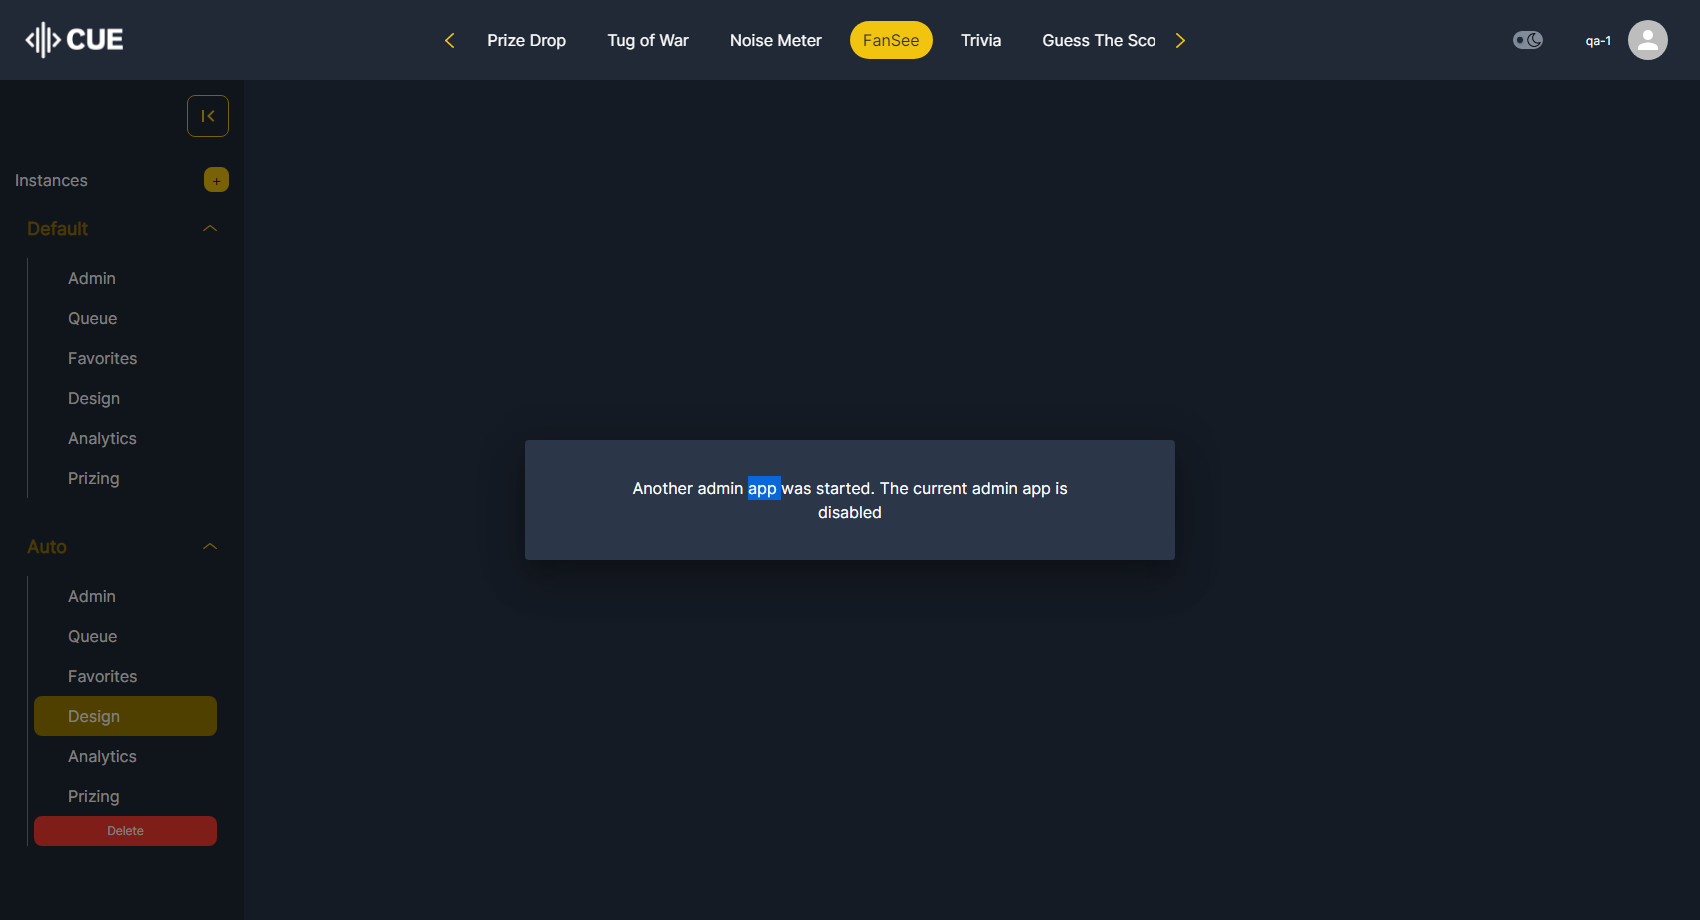 CUE
Prize Drop
Tug of War
Noise Meter
FanSee
Trivia
Guess The Sco
qa-1
Instances
+
Default
Admin
Queue
Favorites
Design
Analytics
Prizing
Auto
Admin
Queue
Favorites
Design
Analytics
Prizing
Delete
Another admin app was started. The current admin app is
disabled